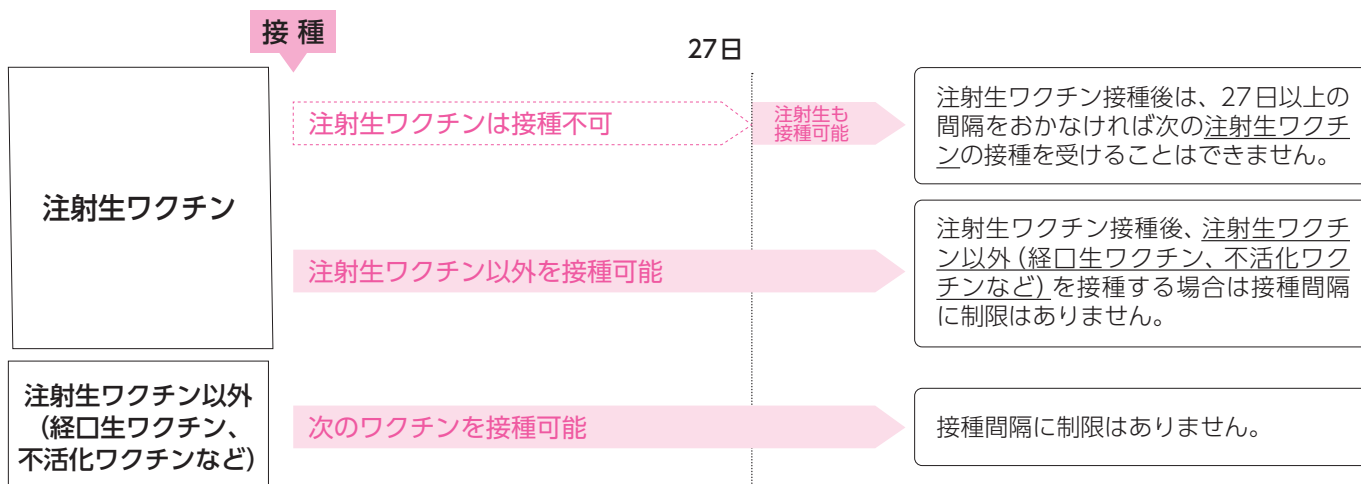 接種
27日
注射生ワクチン
注射生ワクチンは接種不可
注射生も
接種可能
注射生ワクチン接種後は、27日以上の
間隔をおかなければ次の注射生ワクチ
ンの接種を受けることはできません。
注射生ワクチン以外を接種可能
注射生ワクチン接種後、注射生ワクチ
ン以外(経口生ワクチン、不活化ワク
チンなど)を接種する場合は接種間隔
に制限はありません。
注射生ワクチン以外
(経口生ワクチン、
不活化ワクチンなど)
次のワクチンを接種可能
接種間隔に制限はありません。